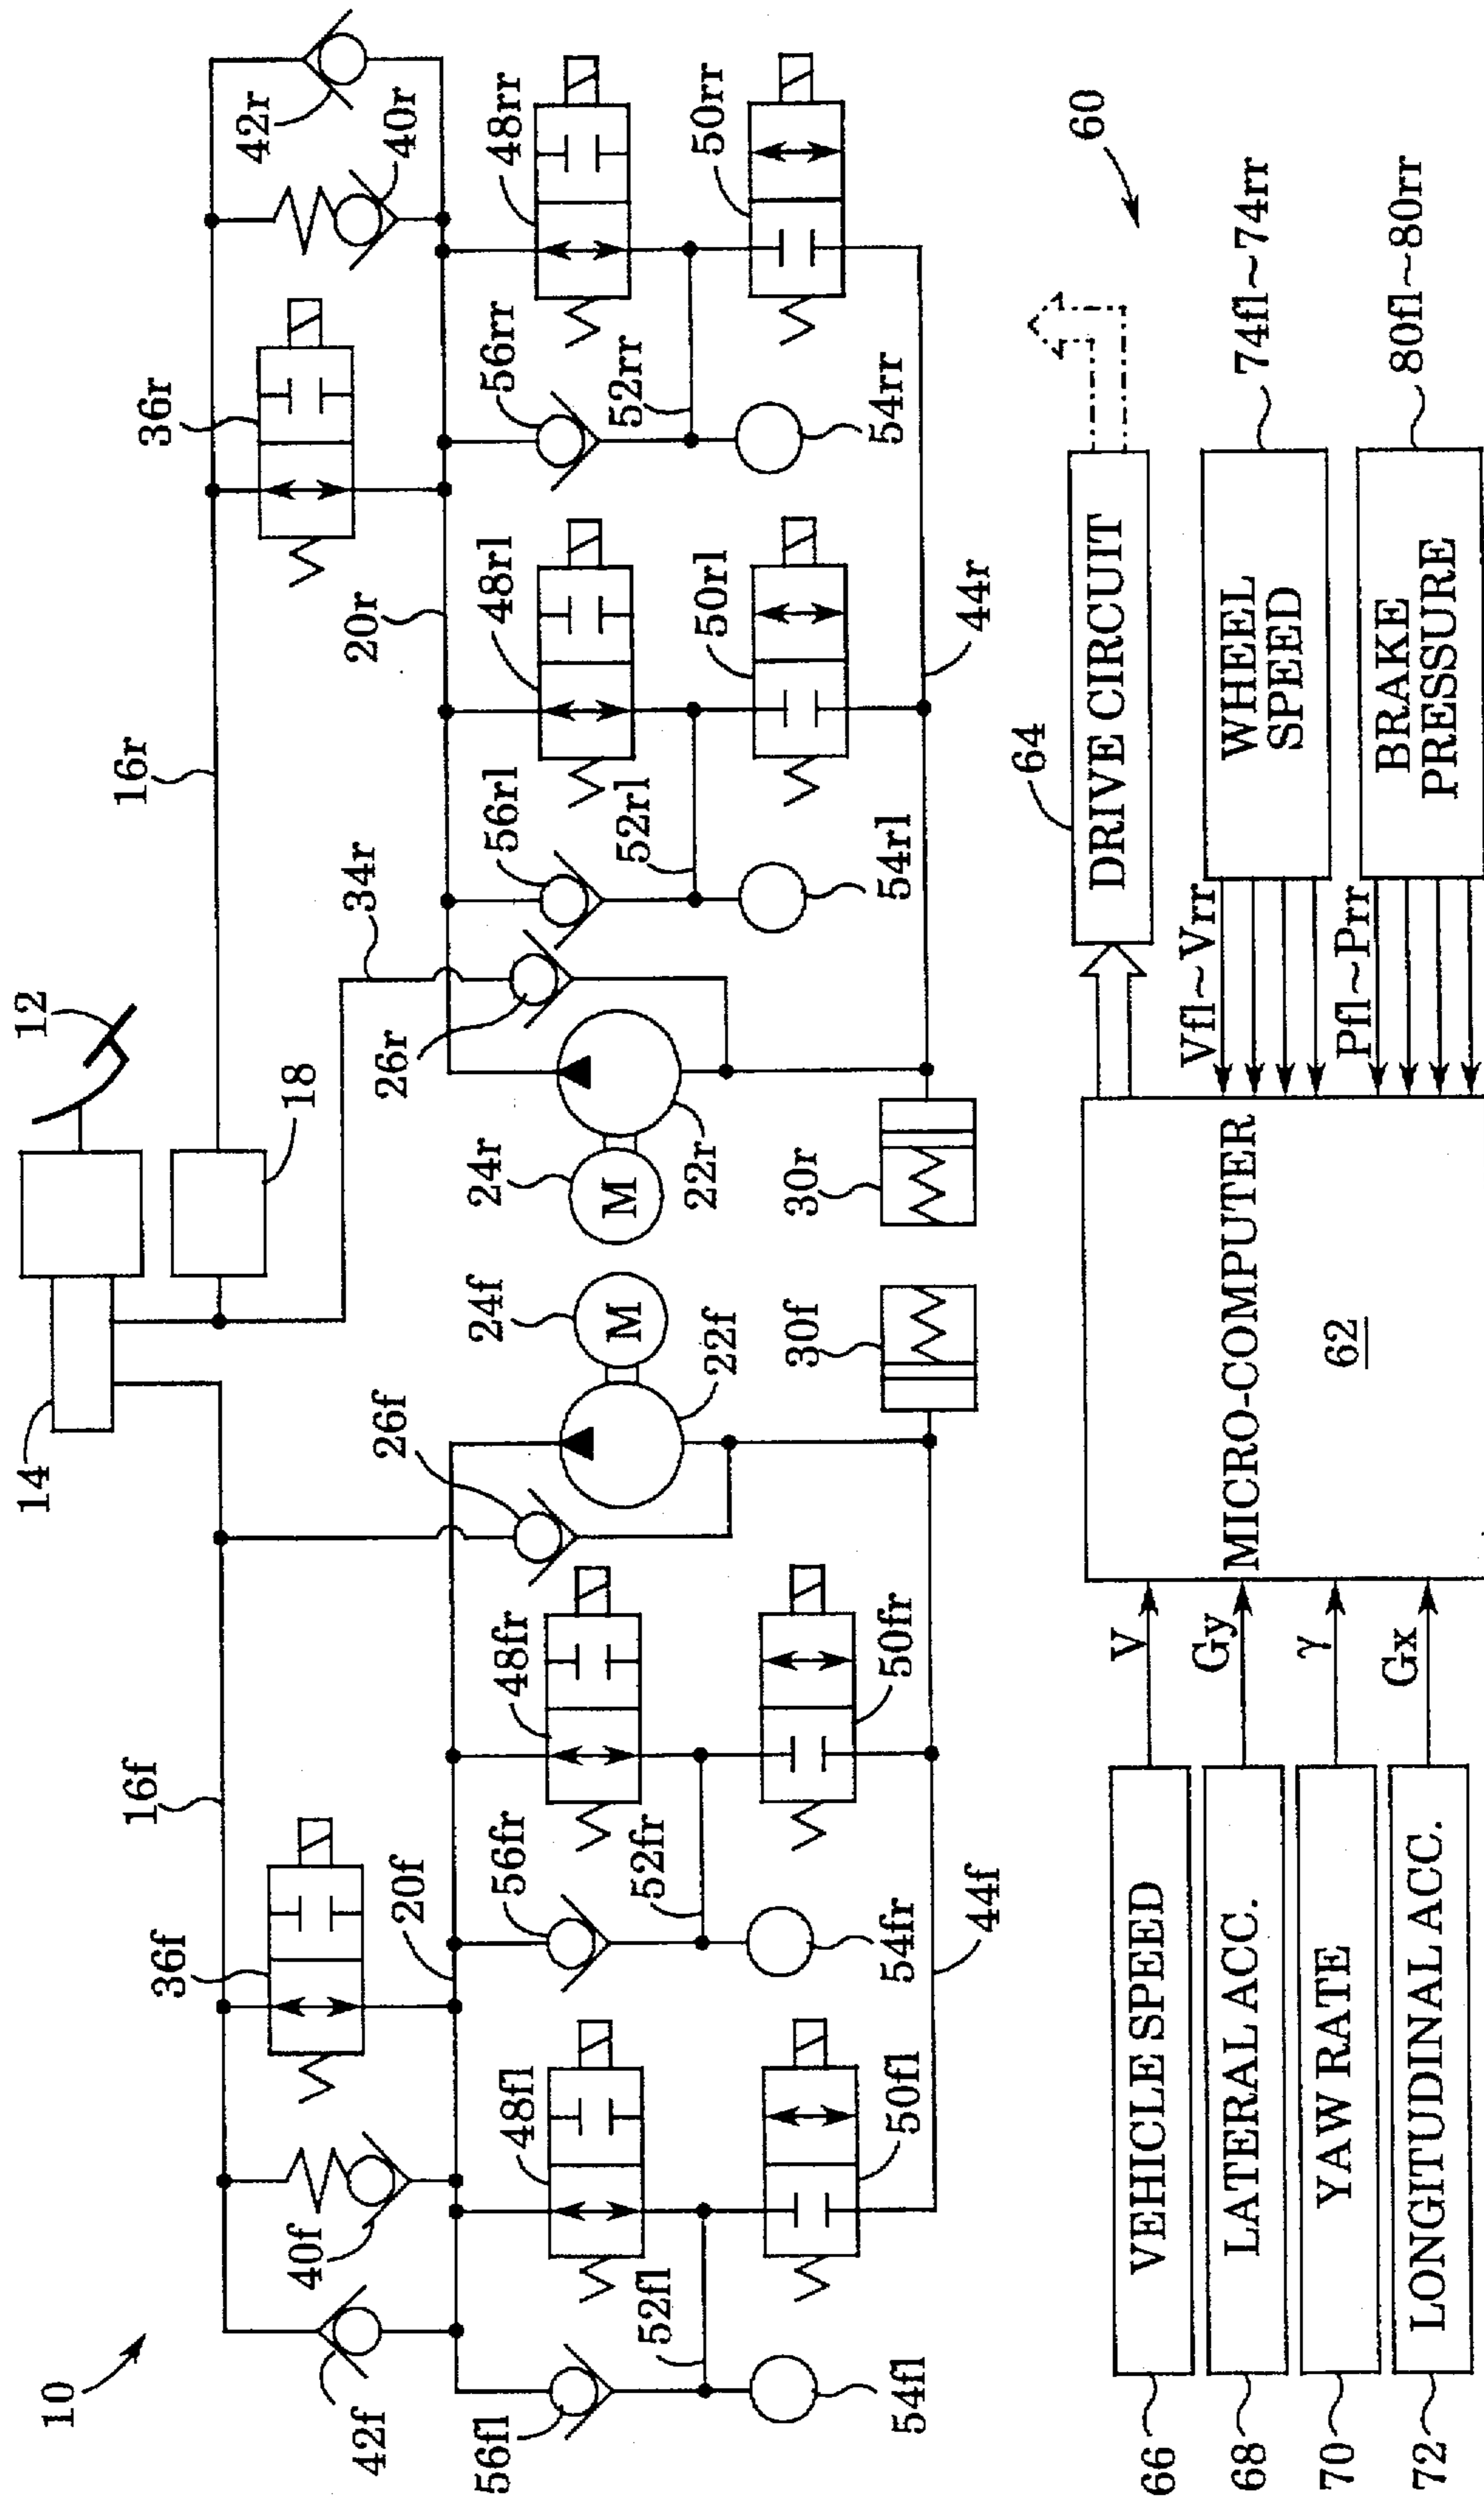 10
14
12
18
16f
16r
34r
36f
36r
42r
40r
42f
40f
20f
20r
26f
26r
24f
24r
22f
22r
48fl
48fr
48rl
48rr
56fl
56fr
56rl
56rr
52fl
52fr
52rl
52rr
50fl
50fr
50rl
50rr
54fl
54fr
54rl
54rr
M
M
30f
30r
44f
44r
60
66
VEHICLE SPEED
V
68
LATERAL ACC.
Gy
70
YAW RATE
γ
72
LONGITUDINAL ACC.
Gx
MICRO-COMPUTER
62
64
DRIVE CIRCUIT
Vfl~Vrr
WHEEL
SPEED
74fl~74rr
Pfl~Prr
BRAKE
PRESSURE
80fl~80rr